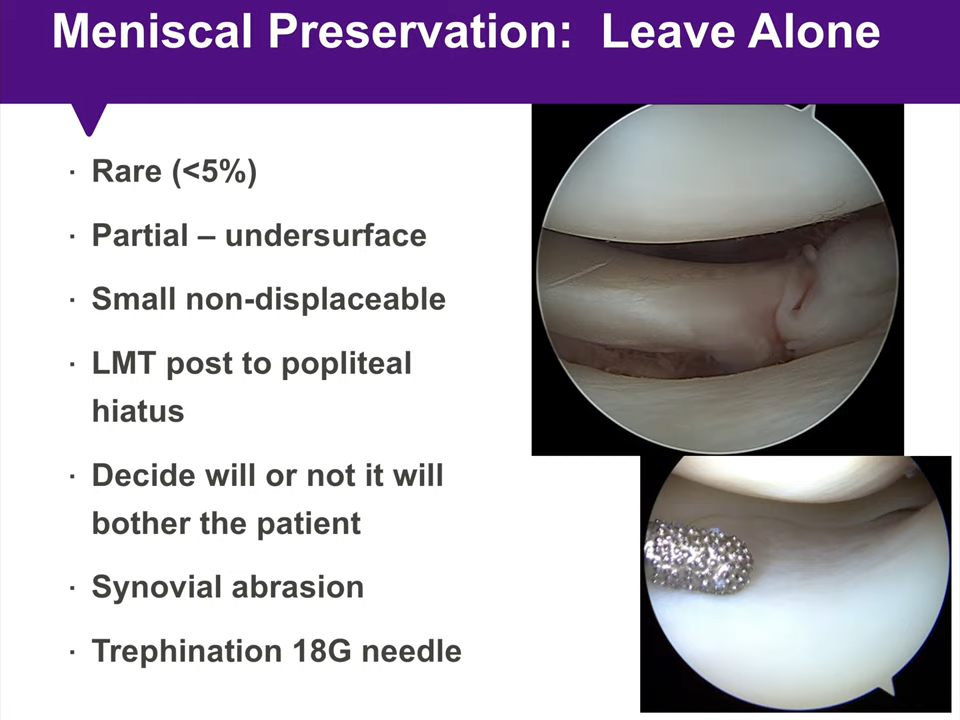 Meniscal Preservation:  Leave Alone
· Rare (<5%)
· Partial – undersurface
· Small non-displaceable
· LMT post to popliteal
hiatus
· Decide will or not it will
bother the patient
· Synovial abrasion
· Trephination 18G needle